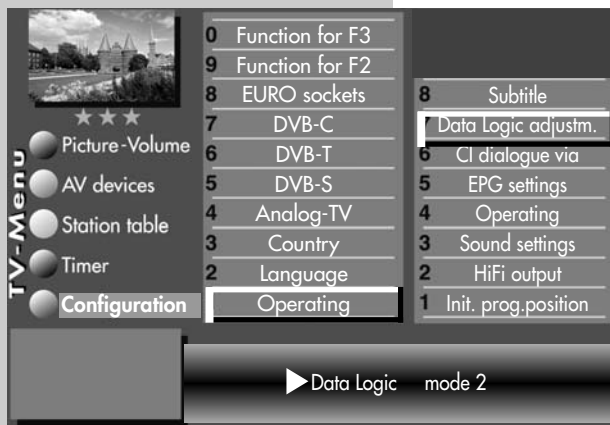 TV-Menu
Picture-Volume
AV devices
Station table
Timer
Configuration
0 Function for F3
9 Function for F2
8 EURO sockets
7 DVB-C
6 DVB-T
5 DVB-S
4 Analog-TV
3 Country
2 Language
Operating
8 Subtitle
7 Data Logic adjustm.
6 CI dialogue via
5 EPG settings
4 Operating
3 Sound settings
2 HiFi output
1 Init. prog.position
Data Logic mode 2